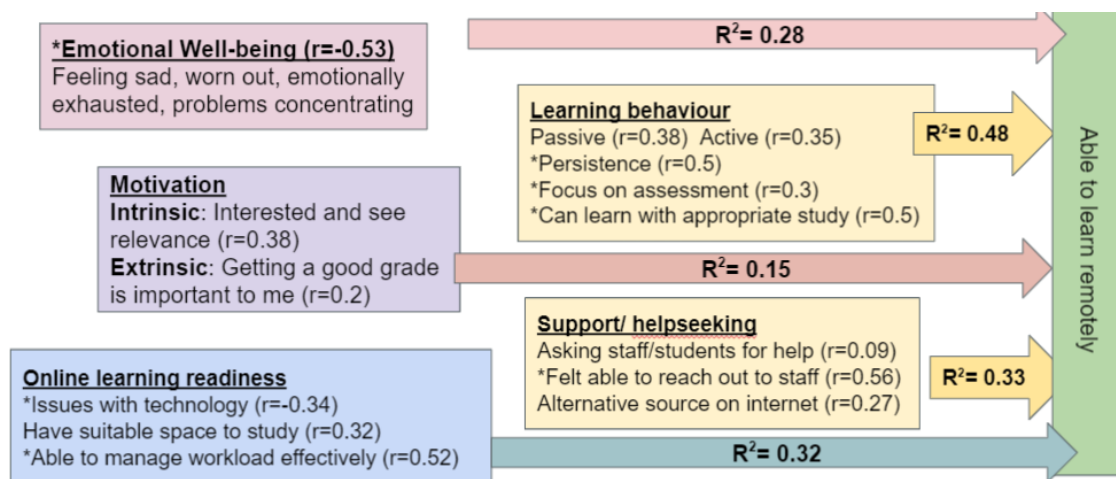 *Emotional Well-being (r=-0.53)
Feeling sad, worn out, emotionally
exhausted, problems concentrating
R²= 0.28
Learning behaviour
Passive (r=0.38)  Active (r=0.35)
*Persistence (r=0.5)
*Focus on assessment (r=0.3)
*Can learn with appropriate study (r=0.5)
R²= 0.48
Motivation
Intrinsic: Interested and see
relevance (r=0.38)
Extrinsic: Getting a good grade
is important to me (r=0.2)
R²= 0.15
Support/ helpseeking
Asking staff/students for help (r=0.09)
*Felt able to reach out to staff (r=0.56)
Alternative source on internet (r=0.27)
R²= 0.33
Online learning readiness
*Issues with technology (r=-0.34)
Have suitable space to study (r=0.32)
*Able to manage workload effectively (r=0.52)
R²= 0.32
Able to learn remotely